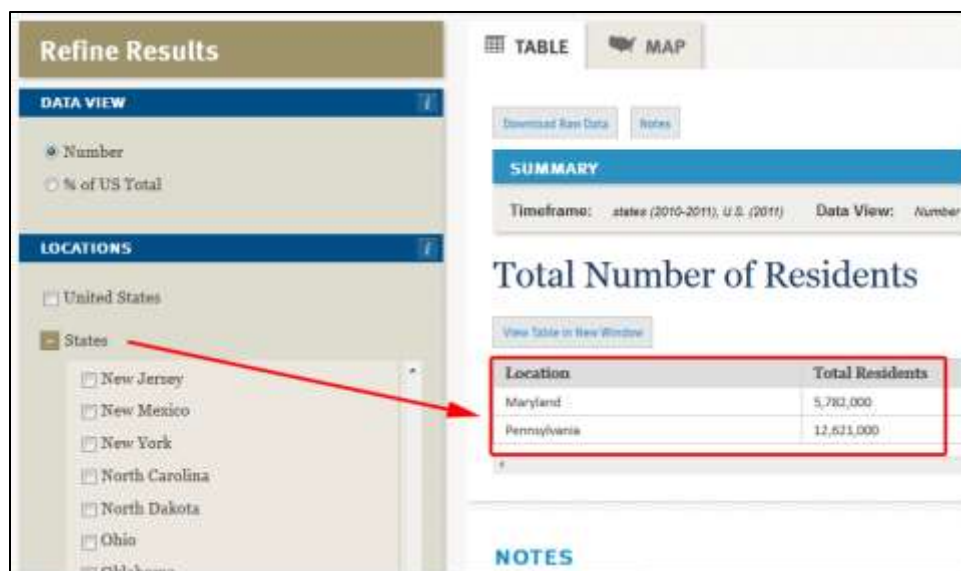 Refine Results
DATA VIEW
Number
% of US Total
LOCATIONS
United States
States
New Jersey
New Mexico
New York
North Carolina
North Dakota
Ohio
Oklahoma
TABLE
MAP
Download Raw Data
Notes
SUMMARY
Timeframe: states (2010-2011), U.S. (2011) Data View: Number
Total Number of Residents
View Table in New Window
Location Total Residents
Maryland 5,782,000
Pennsylvania 12,621,000
NOTES